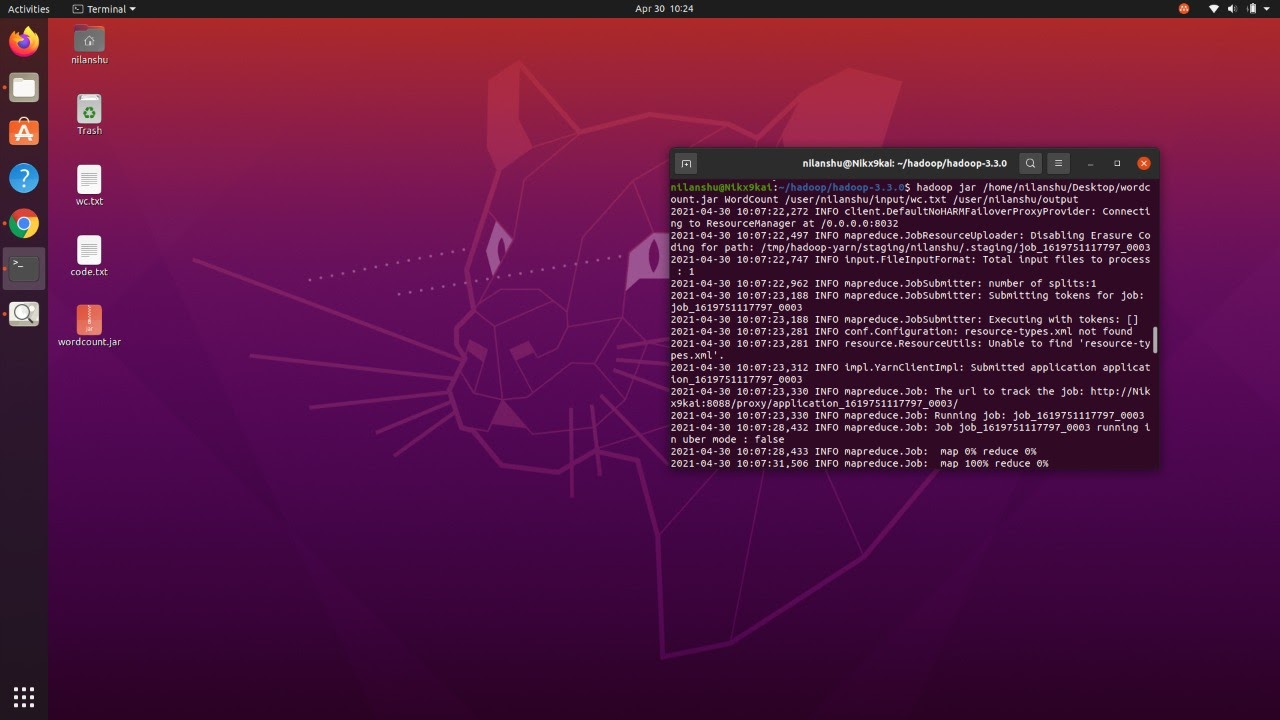 Activities
Terminal
Apr 30 10:24
nilanshu
Trash
wc.txt
code.txt
jar
wordcount.jar
nilanshu@Nikx9kai: ~/hadoop/hadoop-3.3.0
nilanshu@Nikx9kai:~/hadoop/hadoop-3.3.0$ hadoop jar /home/nilanshu/Desktop/wordc
ount.jar WordCount /user/nilanshu/input/wc.txt /user/nilanshu/output
2021-04-30 10:07:22,272 INFO client.DefaultNoHARMFailoverProxyProvider: Connecti
ng to ResourceManager at /0.0.0.0:8032
2021-04-30 10:07:22,497 INFO mapreduce.JobResourceUploader: Disabling Erasure Co
ding for path: /tmp/hadoop-yarn/staging/nilanshu/.staging/job_1619751117797_0003
2021-04-30 10:07:22,747 INFO input.FileInputFormat: Total input files to process
: 1
2021-04-30 10:07:22,962 INFO mapreduce.JobSubmitter: number of splits:1
2021-04-30 10:07:23,188 INFO mapreduce.JobSubmitter: Submitting tokens for job:
job_1619751117797_0003
2021-04-30 10:07:23,188 INFO mapreduce.JobSubmitter: Executing with tokens: []
2021-04-30 10:07:23,281 INFO conf.Configuration: resource-types.xml not found
2021-04-30 10:07:23,281 INFO resource.ResourceUtils: Unable to find 'resource-ty
pes.xml'.
2021-04-30 10:07:23,312 INFO impl.YarnClientImpl: Submitted application applicat
ion_1619751117797_0003
2021-04-30 10:07:23,330 INFO mapreduce.Job: The url to track the job: http://Nik
x9kai:8088/proxy/application_1619751117797_0003/
2021-04-30 10:07:23,330 INFO mapreduce.Job: Running job: job_1619751117797_0003
2021-04-30 10:07:28,432 INFO mapreduce.Job: Job job_1619751117797_0003 running i
n uber mode : false
2021-04-30 10:07:28,433 INFO mapreduce.Job:  map 0% reduce 0%
2021-04-30 10:07:31,506 INFO mapreduce.Job:  map 100% reduce 0%